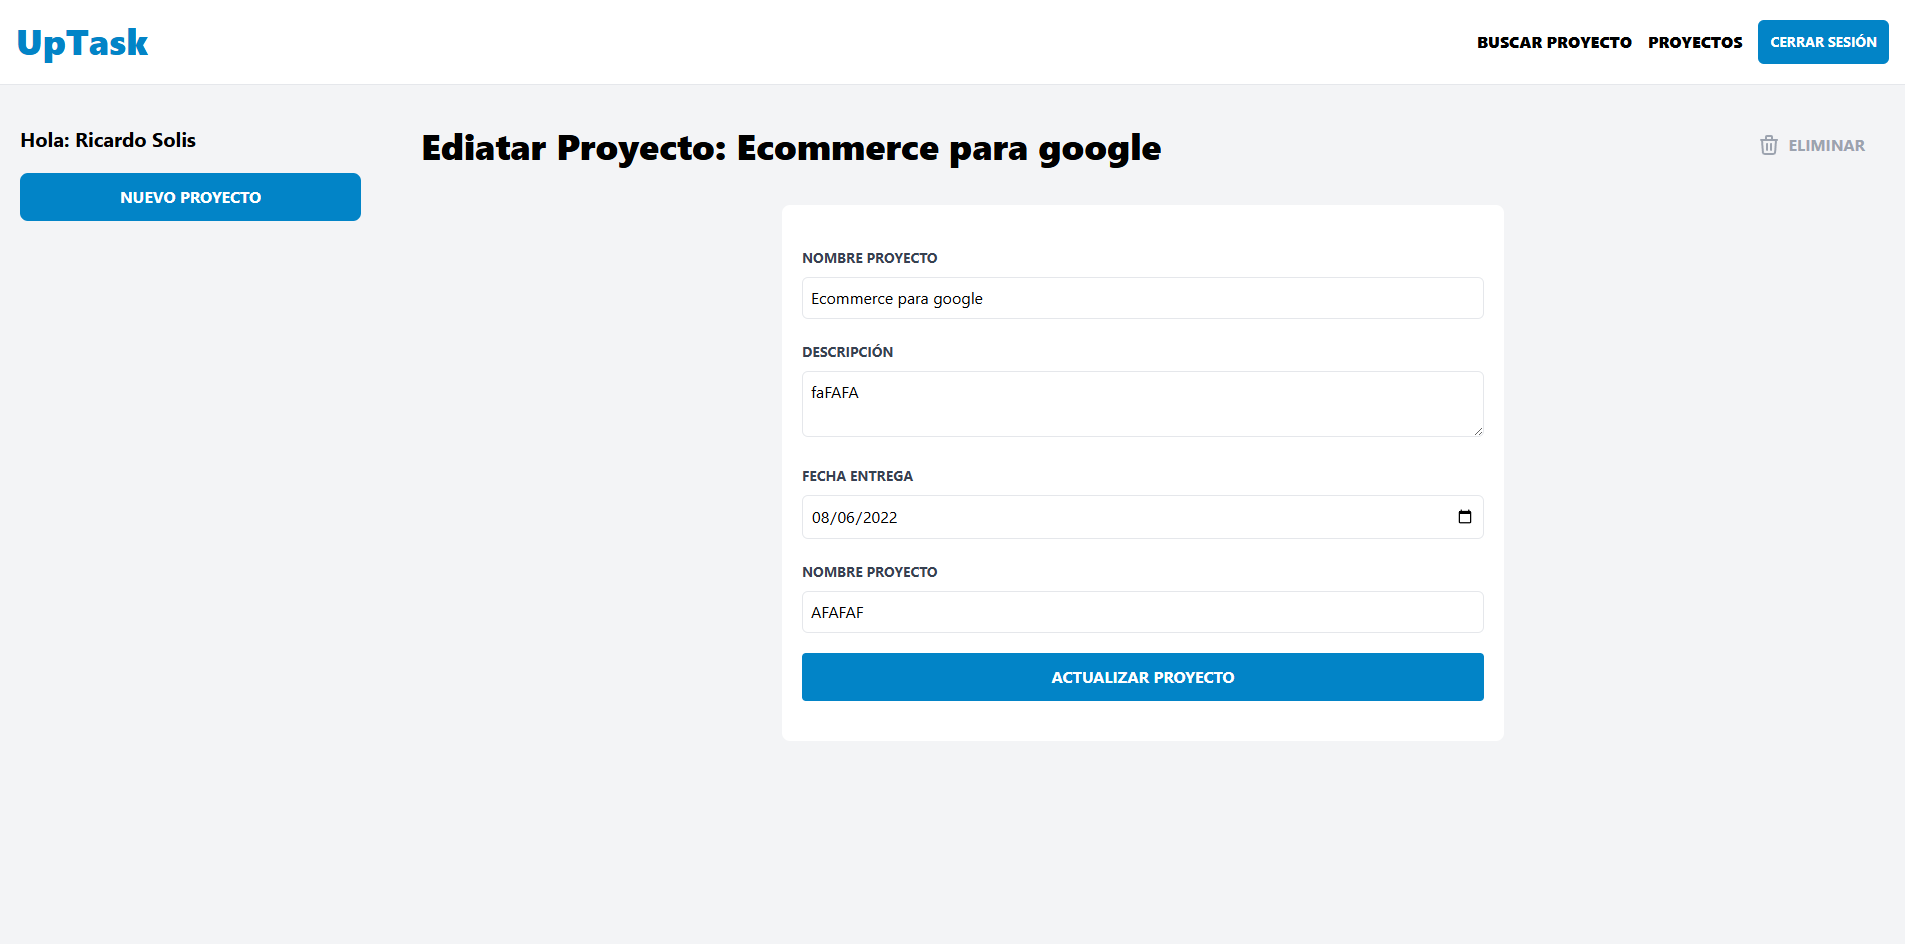 UpTask
BUSCAR PROYECTO PROYECTOS CERRAR SESIÓN
Hola: Ricardo Solis
NUEVO PROYECTO
Ediatar Proyecto: Ecommerce para google
ELIMINAR
NOMBRE PROYECTO
Ecommerce para google
DESCRIPCIÓN
faFAFA
FECHA ENTREGA
08/06/2022
NOMBRE PROYECTO
AFAFAF
ACTUALIZAR PROYECTO